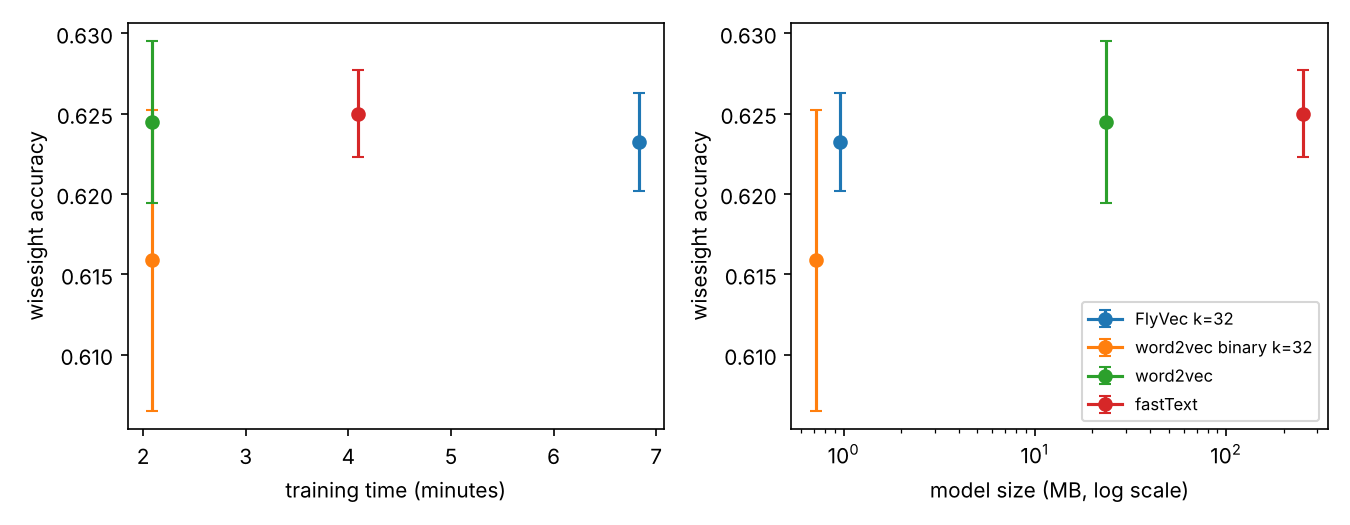 0.630
0.625
0.620
0.615
0.610
wisesight accuracy
2 3 4 5 6 7
training time (minutes)
0.630
0.625
0.620
0.615
0.610
wisesight accuracy
FlyVec k=32
word2vec binary k=32
word2vec
fastText
10⁰ 10¹ 10²
model size (MB, log scale)